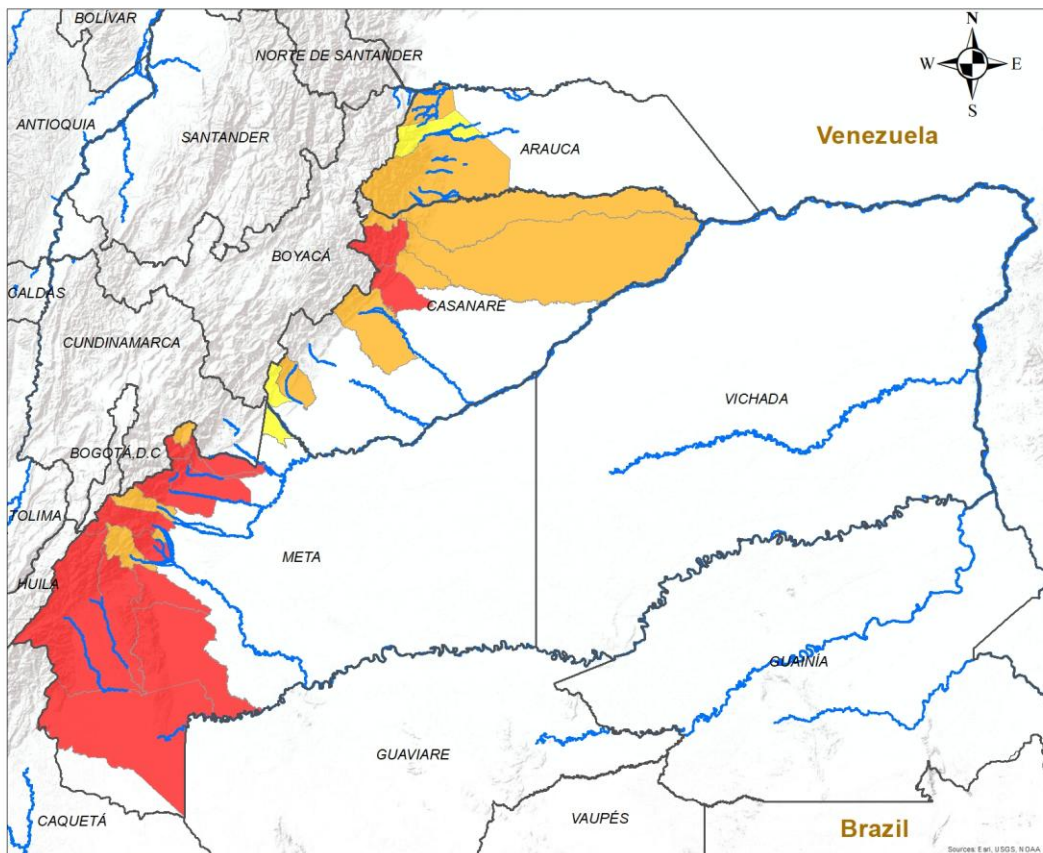 BOLÍVAR
NORTE DE SANTANDER
N
W
E
S
ANTIOQUIA
SANTANDER
ARAUCA
Venezuela
BOYACÁ
CALDAS
CASANARE
CUNDINAMARCA
VICHADA
BOGOTÁ,D.C
TOLIMA
META
HUILA
GUAINÍA
GUAVIARE
CAQUETÁ
VAUPÉS
Brazil
Sources: Esri, USGS, NOAA